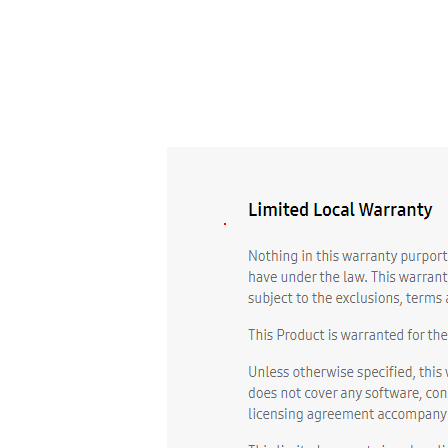 Limited Local Warranty
Nothing in this warranty purport
have under the law. This warrant
subject to the exclusions, terms
This Product is warranted for the
Unless otherwise specified, this
does not cover any software, con
licensing agreement accompany